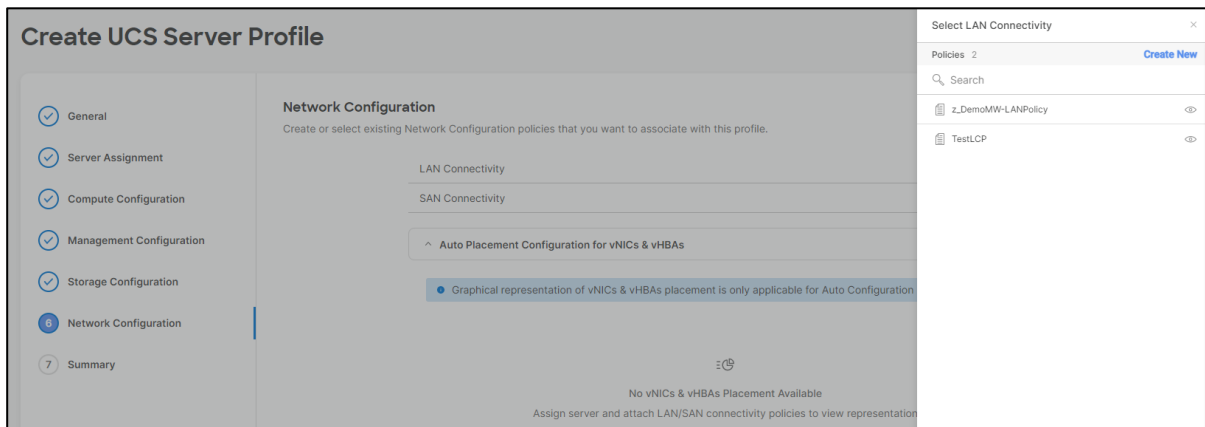 Create UCS Server Profile
General
Server Assignment
Compute Configuration
Management Configuration
Storage Configuration
6 Network Configuration
7 Summary
Network Configuration
Create or select existing Network Configuration policies that you want to associate with this profile.
LAN Connectivity
SAN Connectivity
Auto Placement Configuration for vNICs & vHBAs
Graphical representation of vNICs & vHBAs placement is only applicable for Auto Configuration
No vNICs & vHBAs Placement Available
Assign server and attach LAN/SAN connectivity policies to view representation
Select LAN Connectivity
Policies 2 Create New
Search
z_DemoMW-LANPolicy
TestLCP